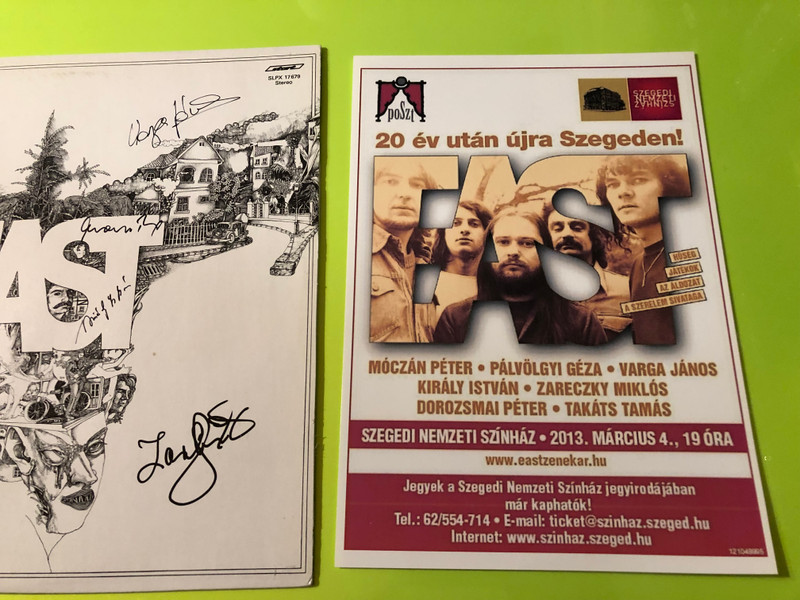 SLPX 17679
Stereo
AST
poSzt
SZEGEDI
NEMZETI
SZÍNHÁZ
20 év után újra Szegeden!
EAST
HŰSÉG
JÁTÉKOK
AZ ÁLDOZAT
A SZERELEM SIVATAGA
MÓCZÁN PÉTER • PÁLVÖLGYI GÉZA • VARGA JÁNOS
KIRÁLY ISTVÁN • ZARECZKY MIKLÓS
DOROZSMAI PÉTER • TAKÁTS TAMÁS
SZEGEDI NEMZETI SZÍNHÁZ • 2013. MÁRCIUS 4., 19 ÓRA
www.eastzenekar.hu
Jegyek a Szegedi Nemzeti Színház jegyirodájában
már kaphatók!
Tel.: 62/554-714 • E-mail: ticket@szinhaz.szeged.hu
Internet: www.szinhaz.szeged.hu